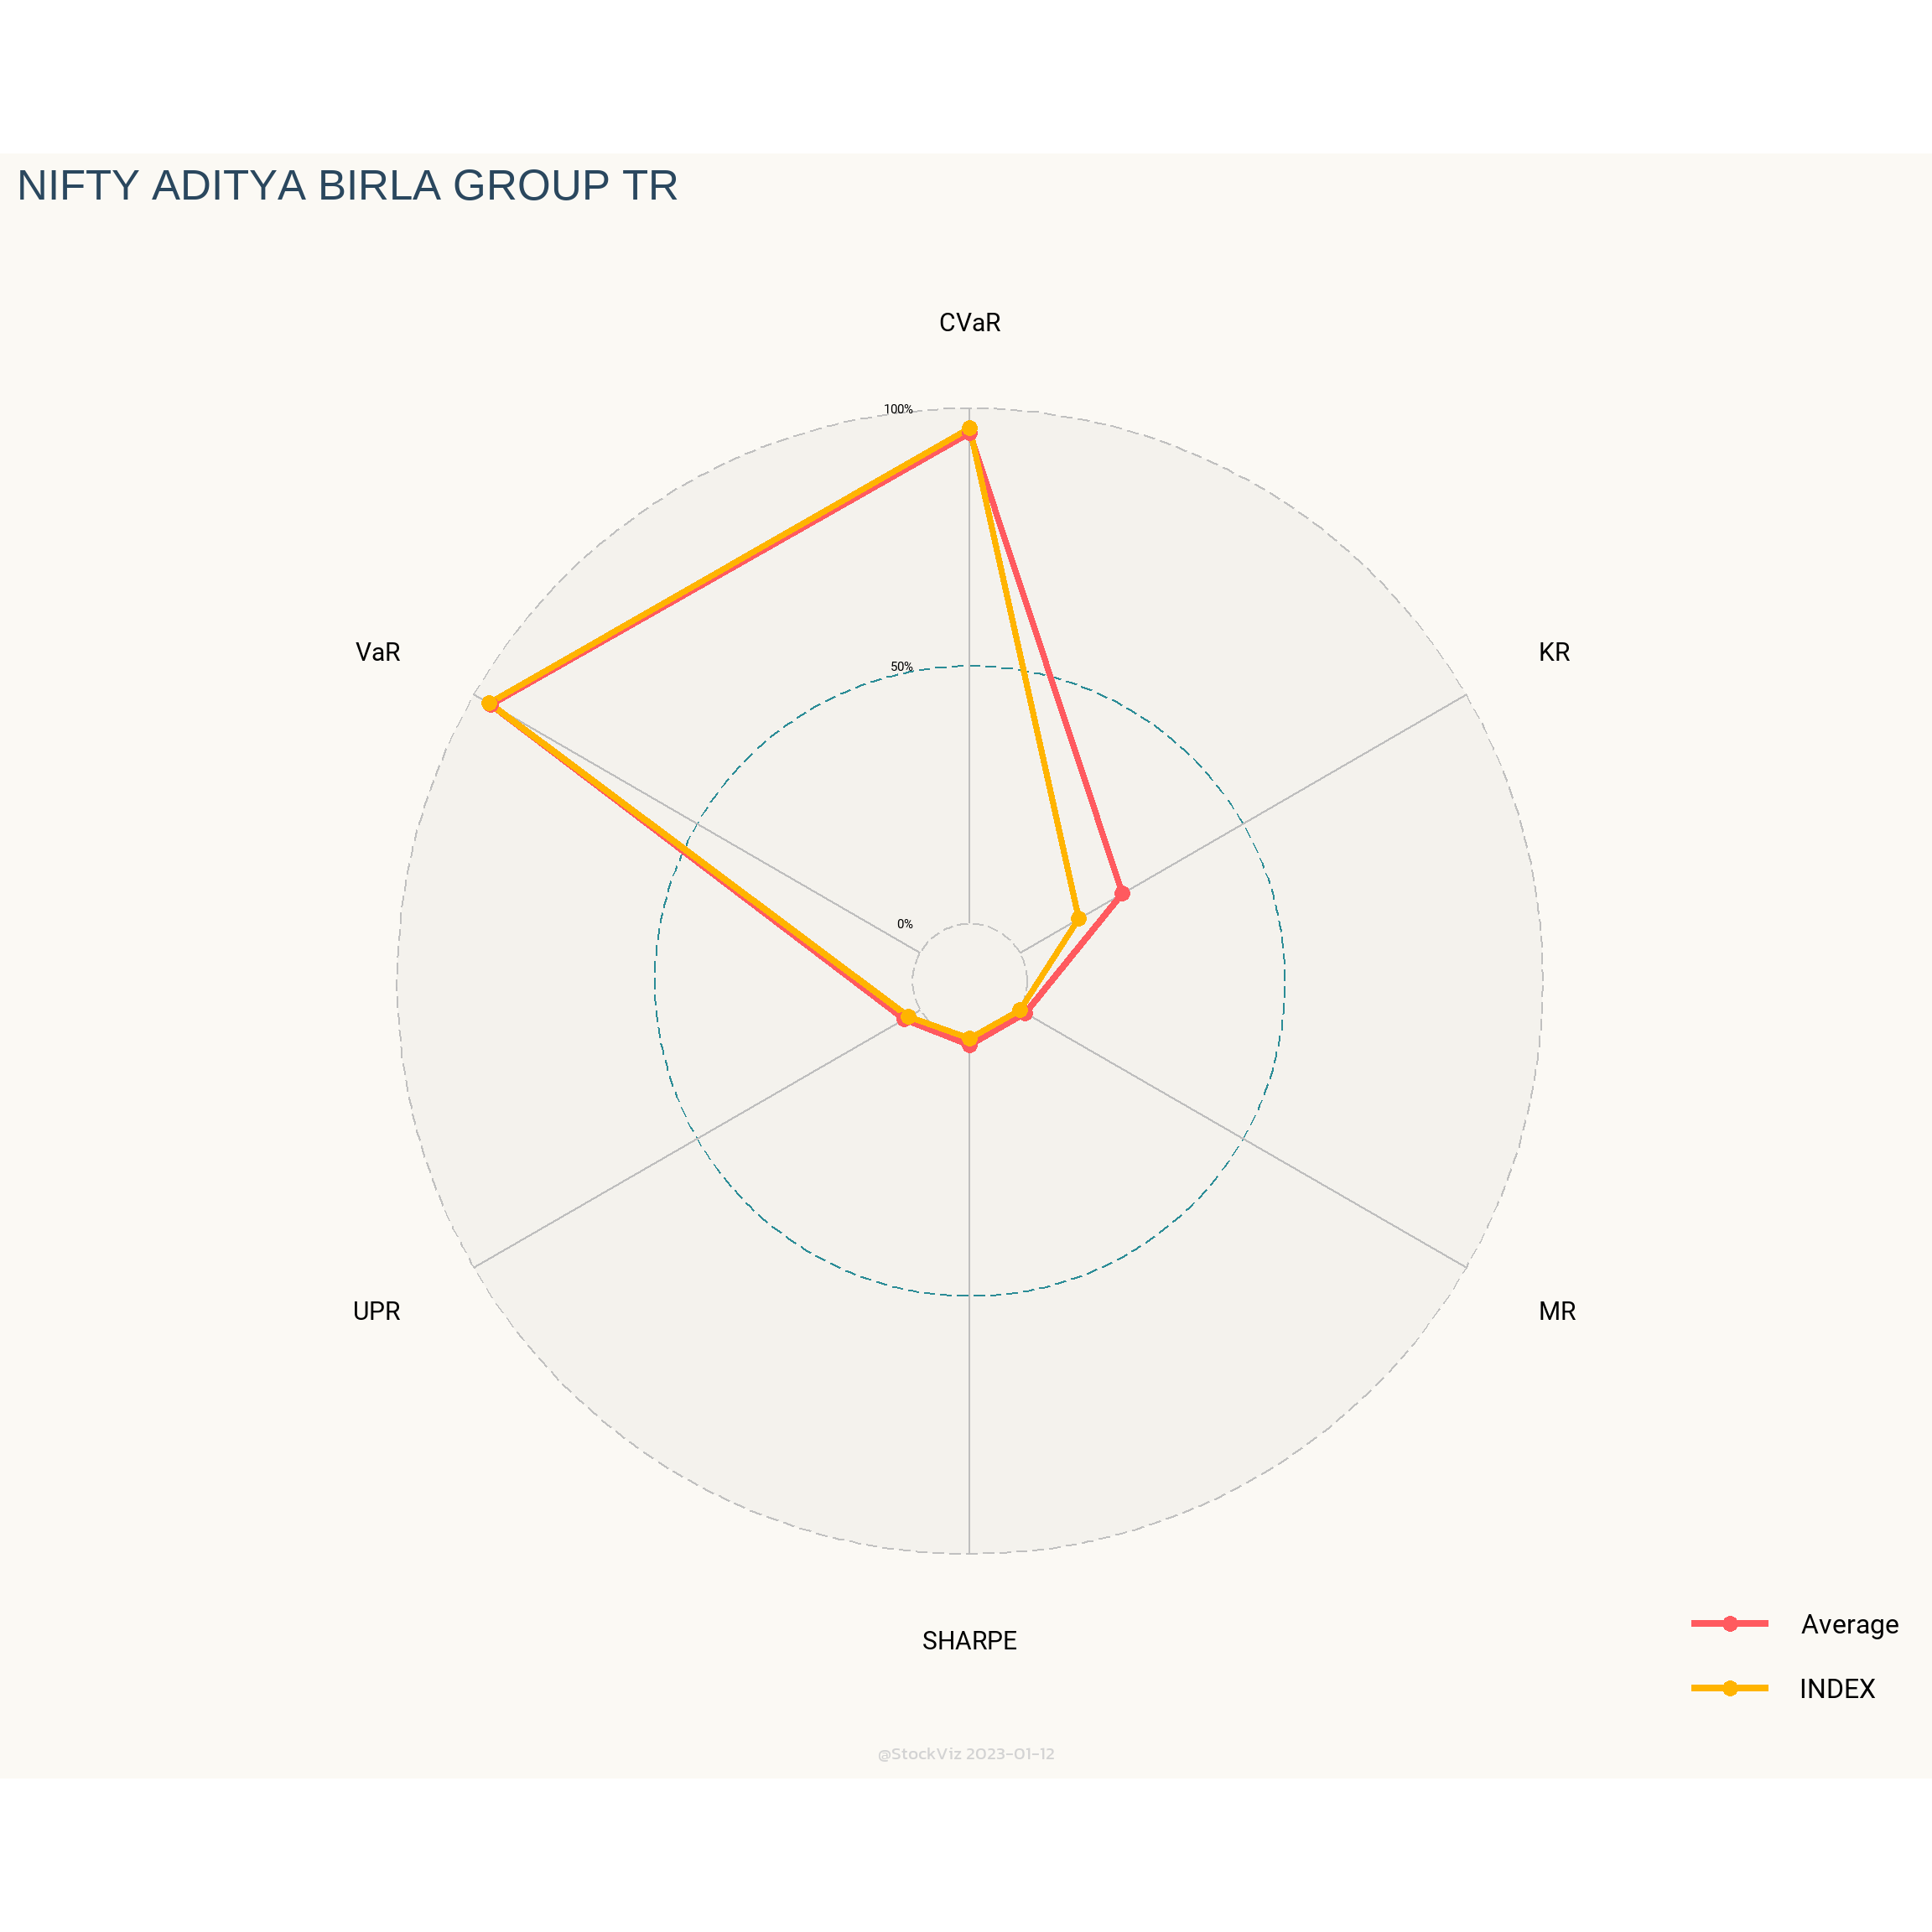 NIFTY ADITYA BIRLA GROUP TR
CVaR
100%
VaR
KR
50%
0%
UPR
MR
SHARPE
Average
INDEX
@StockViz 2023-01-12